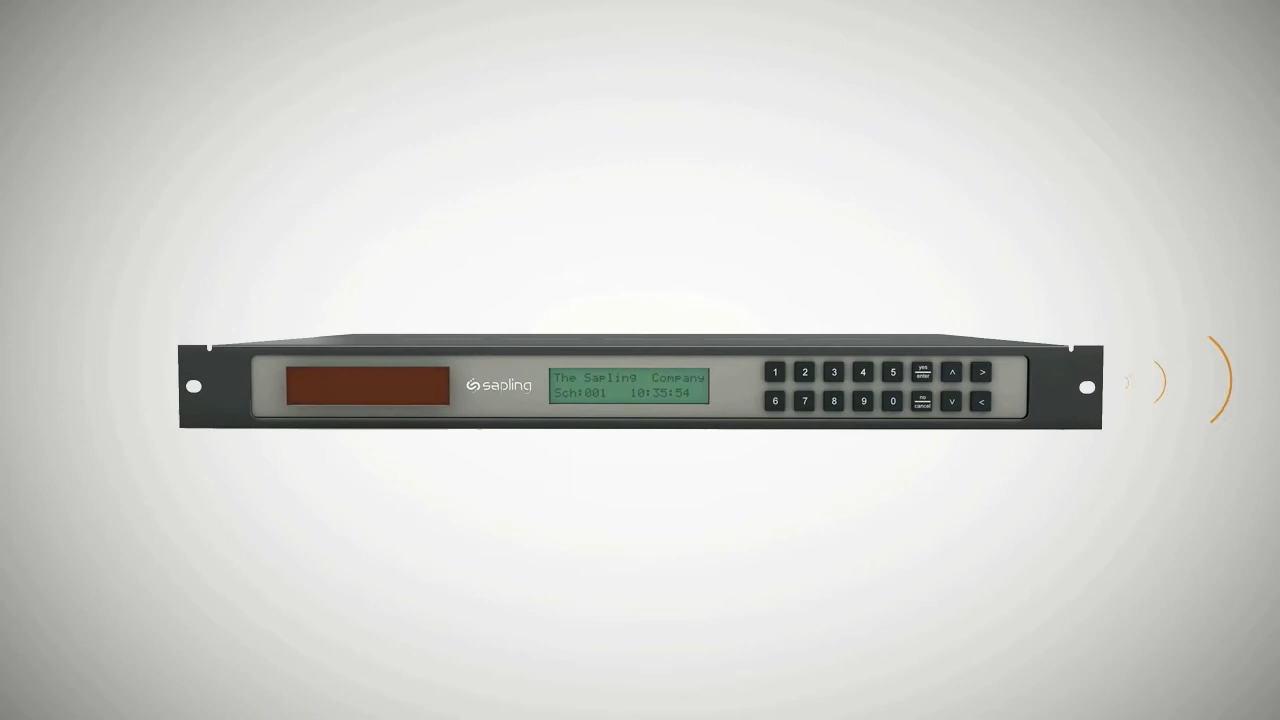 sapling
The Sapling Company
Sch:001 10:35:54
1 2 3 4 5 yes enter ^ >
6 7 8 9 0 no cancel v <